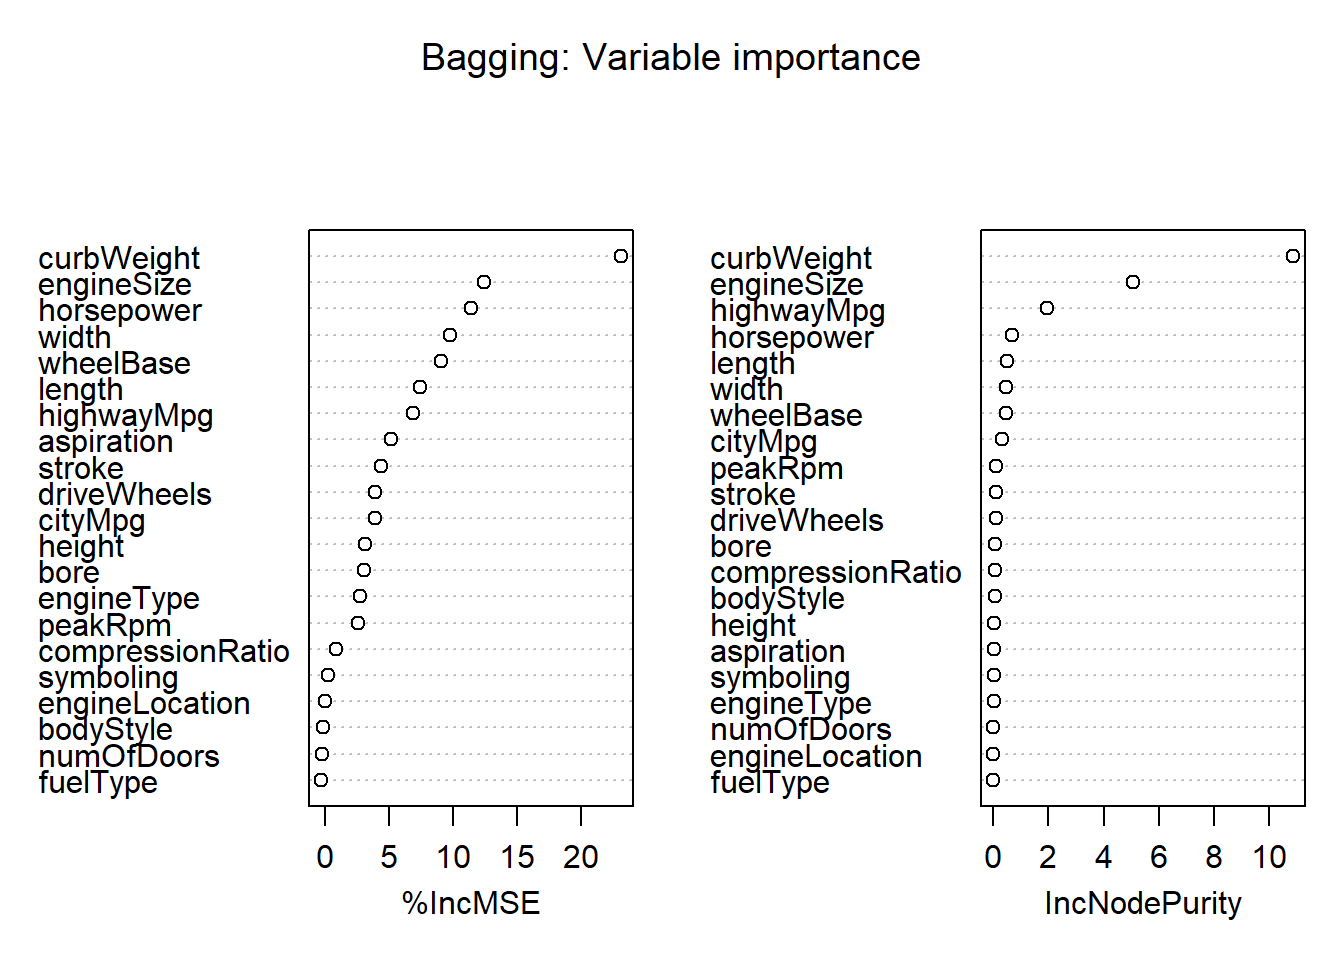 Bagging: Variable importance
curbWeight
engineSize
horsepower
width
wheelBase
length
highwayMpg
aspiration
stroke
driveWheels
cityMpg
height
bore
engineType
peakRpm
compressionRatio
symboling
engineLocation
bodyStyle
numOfDoors
fuelType
0 5 10 15 20
%IncMSE
curbWeight
engineSize
highwayMpg
horsepower
length
width
wheelBase
cityMpg
peakRpm
stroke
driveWheels
bore
compressionRatio
bodyStyle
height
aspiration
symboling
engineType
numOfDoors
engineLocation
fuelType
0 2 4 6 8 10
IncNodePurity